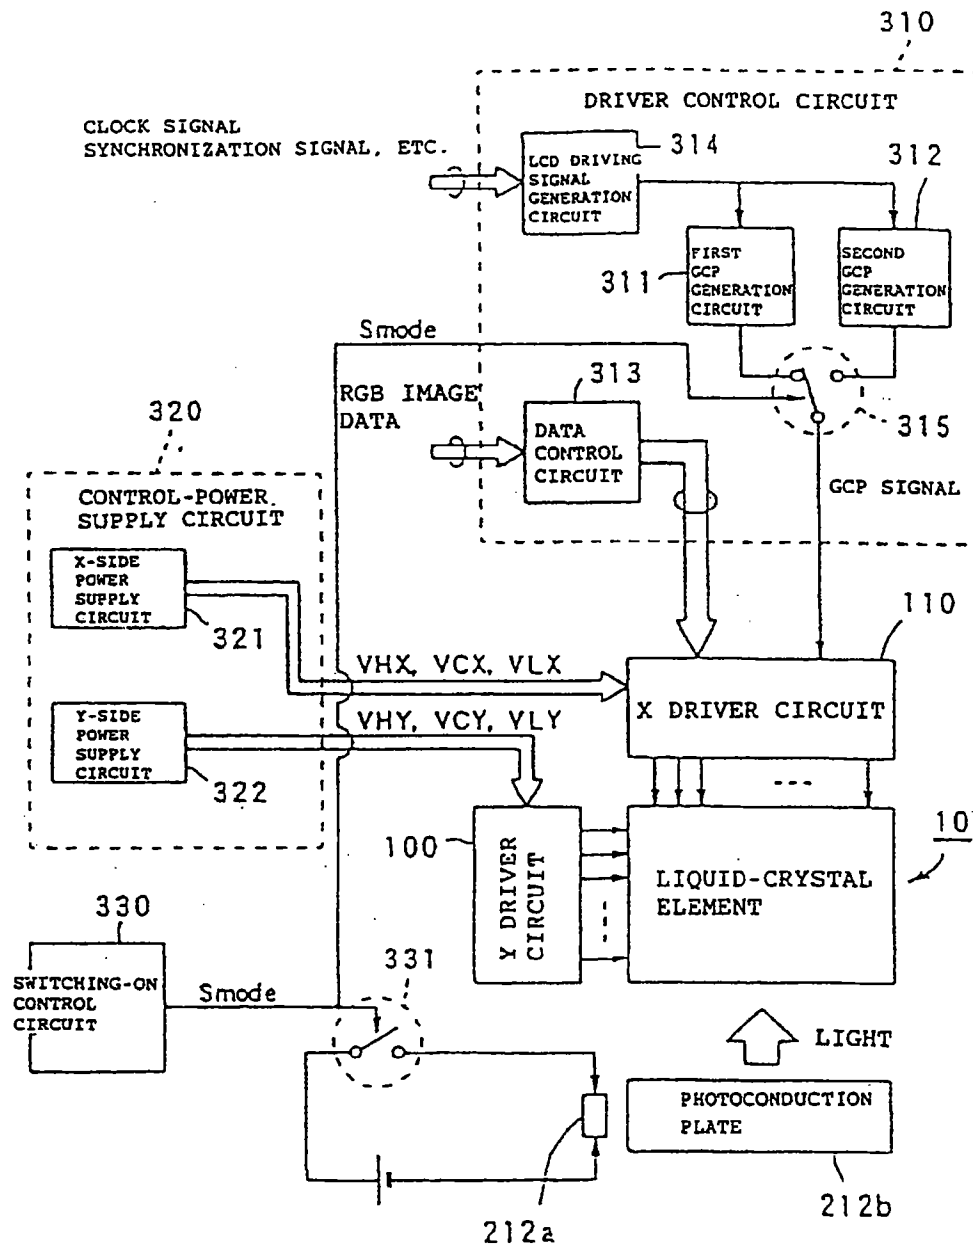 310
DRIVER CONTROL CIRCUIT
CLOCK SIGNAL
SYNCHRONIZATION SIGNAL, ETC.
314
LCD DRIVING
SIGNAL
GENERATION
CIRCUIT
312
311
FIRST
GCP
GENERATION
CIRCUIT
SECOND
GCP
GENERATION
CIRCUIT
Smode
313
RGB IMAGE
DATA
DATA
CONTROL
CIRCUIT
315
GCP SIGNAL
320
CONTROL-POWER
SUPPLY CIRCUIT
X-SIDE
POWER
SUPPLY
CIRCUIT
321
110
VHX, VCX, VLX
X DRIVER CIRCUIT
Y-SIDE
POWER
SUPPLY
CIRCUIT
322
VHY, VCY, VLY
100
Y DRIVER
CIRCUIT
LIQUID-CRYSTAL
ELEMENT
10
330
SWITCHING-ON
CONTROL
CIRCUIT
Smode
331
LIGHT
PHOTOCONDUCTION
PLATE
212a
212b